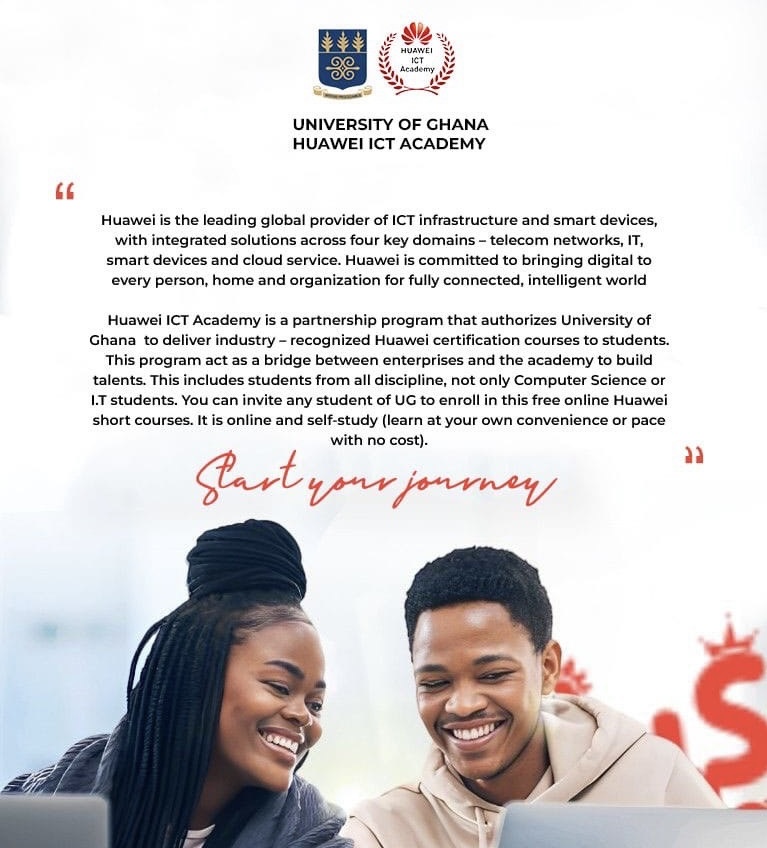 HUAWEI
ICT
Academy
UNIVERSITY OF GHANA
HUAWEI ICT ACADEMY
“
Huawei is the leading global provider of ICT infrastructure and smart devices,
with integrated solutions across four key domains – telecom networks, IT,
smart devices and cloud service. Huawei is committed to bringing digital to
every person, home and organization for fully connected, intelligent world
Huawei ICT Academy is a partnership program that authorizes University of
Ghana to deliver industry – recognized Huawei certification courses to students.
This program act as a bridge between enterprises and the academy to build
talents. This includes students from all discipline, not only Computer Science or
I.T students. You can invite any student of UG to enroll in this free online Huawei
short courses. It is online and self-study (learn at your own convenience or pace
with no cost).
”
Start your journey